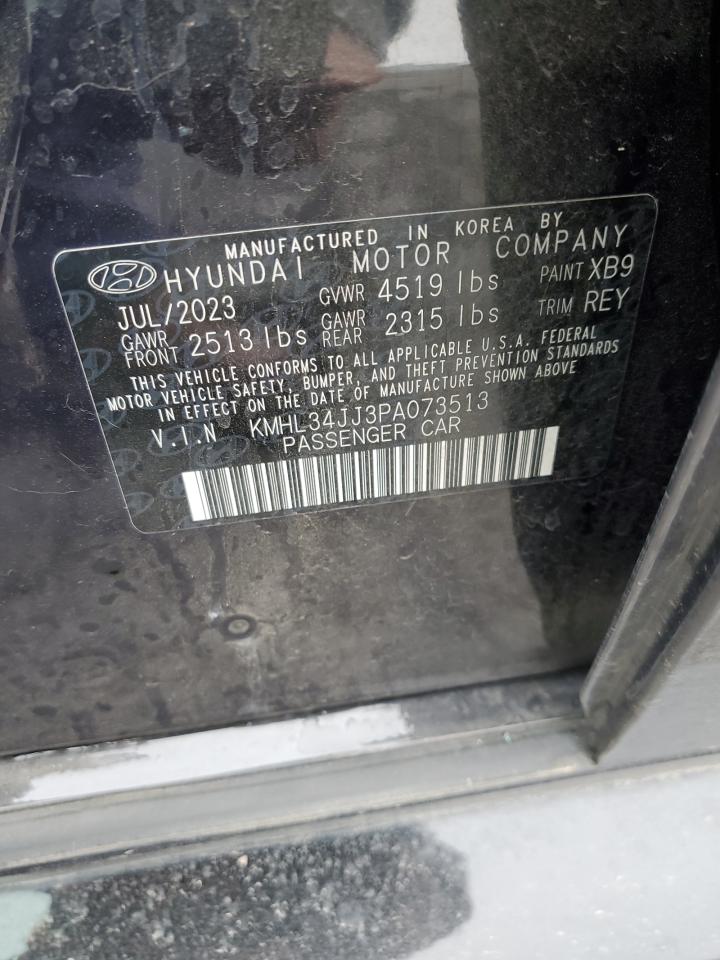 MANUFACTURED IN KOREA BY
HYUNDAI MOTOR COMPANY
JUL/2023 GVWR 4519 lbs PAINT XB9
GAWR FRONT 2513 lbs GAWR REAR 2315 lbs TRIM REY
THIS VEHICLE CONFORMS TO ALL APPLICABLE U.S.A. FEDERAL
MOTOR VEHICLE SAFETY, BUMPER, AND THEFT PREVENTION STANDARDS
IN EFFECT ON THE DATE OF MANUFACTURE SHOWN ABOVE
V.I.N KMHL34JJ3PA073513
PASSENGER CAR